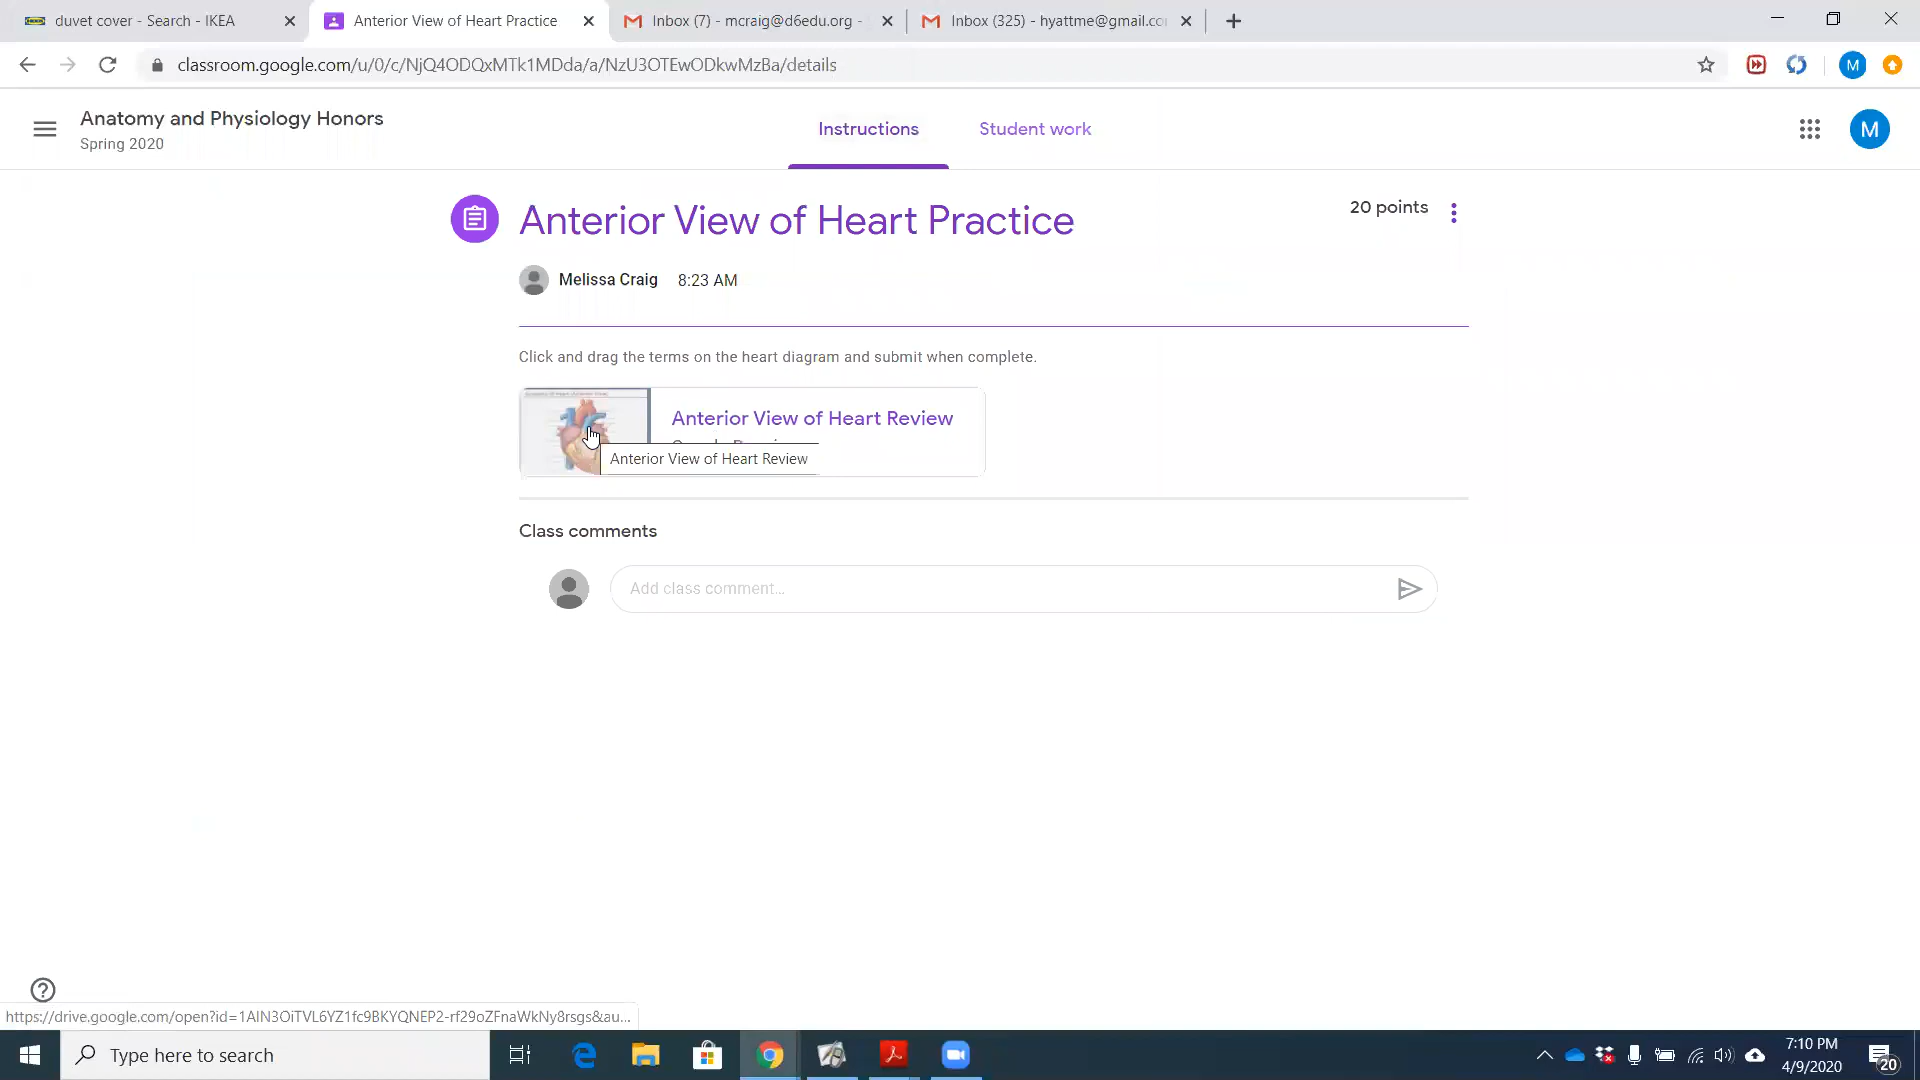 duvet cover - Search - IKEA
Anterior View of Heart Practice
Inbox (7) - mcraig@d6edu.org -
Inbox (325) - hyattme@gmail.co
classroom.google.com/u/0/c/NjQ4ODQxMTk1MDda/a/NzU3OTEwODkwMzBa/details
M
Anatomy and Physiology Honors
Spring 2020
Instructions
Student work
M
Anterior View of Heart Practice
20 points
Melissa Craig 8:23 AM
Click and drag the terms on the heart diagram and submit when complete.
Anterior View of Heart Review
Anterior View of Heart Review
Class comments
Add class comment...
https://drive.google.com/open?id=1AIN3OiTVL6YZ1fc9BKYQNEP2-rf29oZFnaWkNy8rsgs&au...
Type here to search
7:10 PM
4/9/2020
20